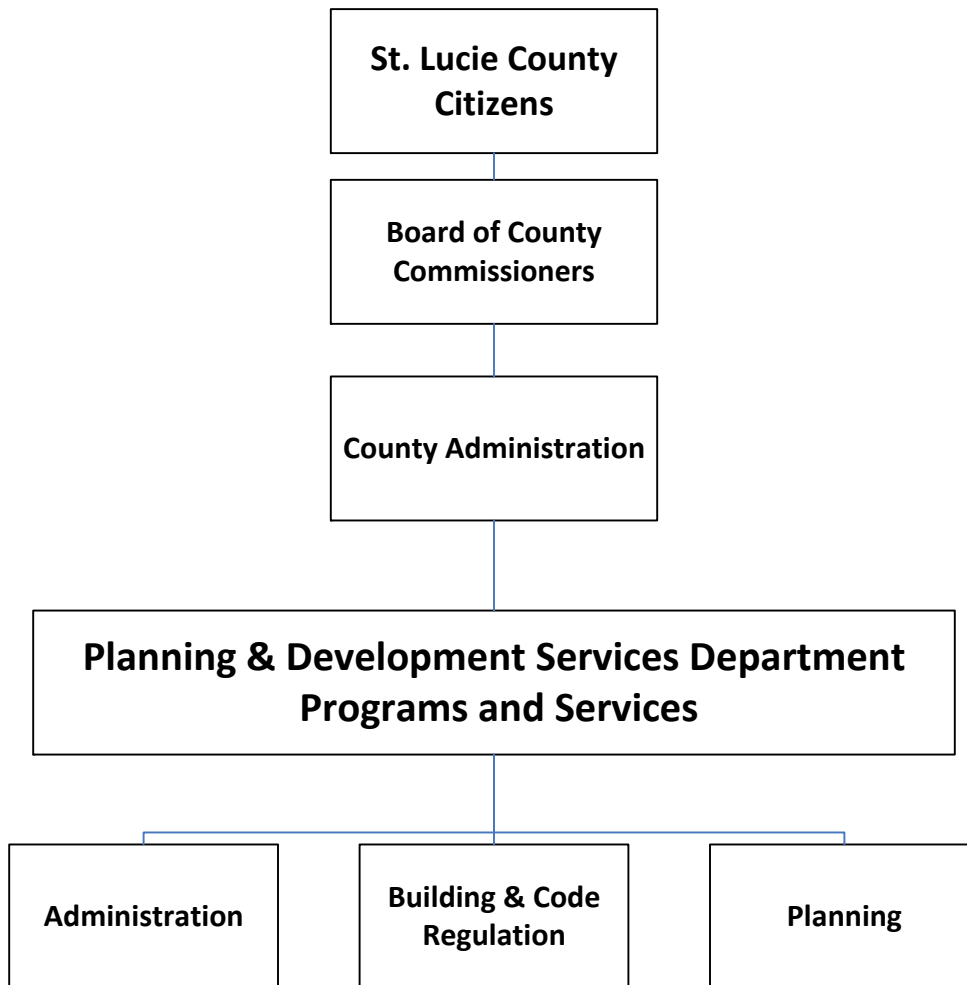 St. Lucie County
Citizens
Board of County
Commissioners
County Administration
Planning & Development Services Department
Programs and Services
Administration
Building & Code
Regulation
Planning